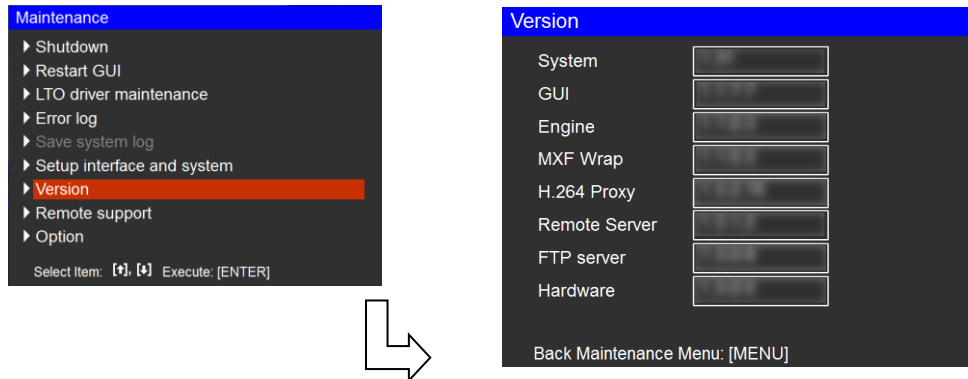 Maintenance
Shutdown
Restart GUI
LTO driver maintenance
Error log
Save system log
Setup interface and system
Version
Remote support
Option
Select Item: [↑], [↓] Execute: [ENTER]
Version
System
GUI
Engine
MXF Wrap
H.264 Proxy
Remote Server
FTP server
Hardware
Back Maintenance Menu: [MENU]